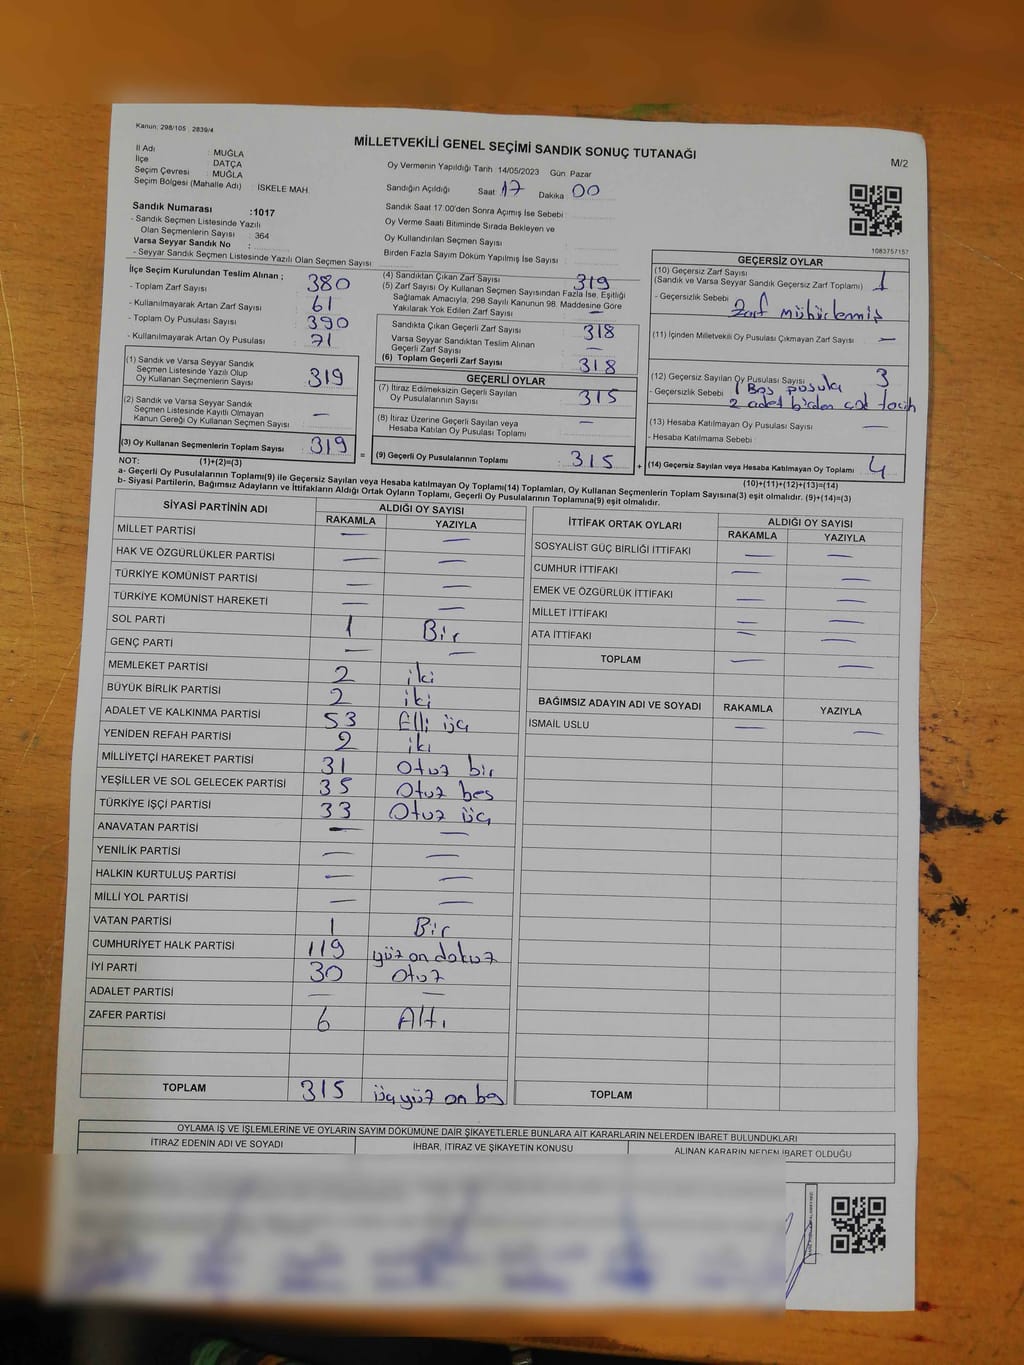 Kanun: 298/105 , 2839/4
MİLLETVEKİLİ GENEL SEÇİMİ SANDIK SONUÇ TUTANAĞI
M/2
İl Adı : MUĞLA
İlçe DATÇA
Seçim Çevresi : MUĞLA
Seçim Bölgesi (Mahalle Adı) İSKELE MAH.
Oy Vermenin Yapıldığı Tarih 14/05/2023 Gün Pazar
Sandığın Açıldığı Saat 17 Dakika 00
Sandık Numarası :1017
- Sandık Seçmen Listesinde Yazılı
Olan Seçmenlerin Sayısı : 364
Varsa Seyyar Sandık No :
- Seyyar Sandık Seçmen Listesinde Yazılı Olan Seçmen Sayısı:
Sandık Saat 17.00'den Sonra Açımış İse Sebebi
Oy Verme Saati Bitiminde Sırada Bekleyen ve
Oy Kullandırılan Seçmen Sayısı
Birden Fazla Sayım Döküm Yapılmış İse Sayısı
1083757157
İlçe Seçim Kurulundan Teslim Alınan ;
- Toplam Zarf Sayısı : 380
- Kullanılmayarak Artan Zarf Sayısı : 61
- Toplam Oy Pusulası Sayısı : 390
- Kullanılmayarak Artan Oy Pusulası : 71
(4) Sandıktan Çıkan Zarf Sayısı 319
(5) Zarf Sayısı Oy Kullanan Seçmen Sayısından Fazla İse, Eşitliği
Sağlamak Amacıyla, 298 Sayılı Kanunun 98. Maddesine Göre
Yakılarak Yok Edilen Zarf Sayısı —
Sandıkta Çıkan Geçerli Zarf Sayısı : 318
Varsa Seyyar Sandıktan Teslim Alınan
Geçerli Zarf Sayısı —
(6) Toplam Geçerli Zarf Sayısı : 318
GEÇERSİZ OYLAR
(10) Geçersiz Zarf Sayısı
(Sandık ve Varsa Seyyar Sandık Geçersiz Zarf Toplamı) 1
- Geçersizlik Sebebi : Zarf mühürlenmiş
(11) İçinden Milletvekili Oy Pusulası Çıkmayan Zarf Sayısı —
(12) Geçersiz Sayılan Oy Pusulası Sayısı 3
- Geçersizlik Sebebi 1 Boş pusula
2 adet birden çok tercih
(13) Hesaba Katılmayan Oy Pusulası Sayısı —
- Hesaba Katılmama Sebebi
(14) Geçersiz Sayılan veya Hesaba Katılmayan Oy Toplamı 4
(10)+(11)+(12)+(13)=(14)
(1) Sandık ve Varsa Seyyar Sandık
Seçmen Listesinde Yazılı Olup
Oy Kullanan Seçmenlerin Sayısı 319
(2) Sandık ve Varsa Seyyar Sandık
Seçmen Listesinde Kayıtlı Olmayan
Kanun Gereği Oy Kullanan Seçmen Sayısı —
(3) Oy Kullanan Seçmenlerin Toplam Sayısı : 319 =
GEÇERLİ OYLAR
(7) İtiraz Edilmeksizin Geçerli Sayılan
Oy Pusulalarının Sayısı : 315
(8) İtiraz Üzerine Geçerli Sayılan veya
Hesaba Katılan Oy Pusulası Toplamı —
(9) Geçerli Oy Pusulalarının Toplamı : 315 +
NOT: (1)+(2)=(3)
a- Geçerli Oy Pusulalarının Toplamı(9) ile Geçersiz Sayılan veya Hesaba katılmayan Oy Toplamı(14) Toplamları, Oy Kullanan Seçmenlerin Toplam Sayısına(3) eşit olmalıdır. (9)+(14)=(3)
b- Siyasi Partilerin, Bağımsız Adayların ve İttifakların Aldığı Ortak Oyların Toplamı, Geçerli Oy Pusulalarının Toplamına(9) eşit olmalıdır.
SİYASİ PARTİNİN ADI ALDIĞI OY SAYISI
RAKAMLA YAZIYLA
MİLLET PARTİSİ — —
HAK VE ÖZGÜRLÜKLER PARTİSİ — —
TÜRKİYE KOMÜNİST PARTİSİ — —
TÜRKİYE KOMÜNİST HAREKETİ — —
SOL PARTİ 1 Bir
GENÇ PARTİ — —
MEMLEKET PARTİSİ 2 iki
BÜYÜK BİRLİK PARTİSİ 2 iki
ADALET VE KALKINMA PARTİSİ 53 Elli üç
YENİDEN REFAH PARTİSİ 2 iki
MİLLİYETÇİ HAREKET PARTİSİ 31 Otuz bir
YEŞİLLER VE SOL GELECEK PARTİSİ 35 Otuz beş
TÜRKİYE İŞÇİ PARTİSİ 33 Otuz üç
ANAVATAN PARTİSİ — —
YENİLİK PARTİSİ — —
HALKIN KURTULUŞ PARTİSİ — —
MİLLİ YOL PARTİSİ — —
VATAN PARTİSİ 1 Bir
CUMHURİYET HALK PARTİSİ 119 yüz on dokuz
İYİ PARTİ 30 Otuz
ADALET PARTİSİ — —
ZAFER PARTİSİ 6 Altı
TOPLAM 315 üçyüz on beş
İTTİFAK ORTAK OYLARI ALDIĞI OY SAYISI
RAKAMLA YAZIYLA
SOSYALİST GÜÇ BİRLİĞİ İTTİFAKI — —
CUMHUR İTTİFAKI — —
EMEK VE ÖZGÜRLÜK İTTİFAKI — —
MİLLET İTTİFAKI — —
ATA İTTİFAKI — —
TOPLAM — —
BAĞIMSIZ ADAYIN ADI VE SOYADI RAKAMLA YAZIYLA
İSMAİL USLU — —
TOPLAM
OYLAMA İŞ VE İŞLEMLERİNE VE OYLARIN SAYIM DÖKÜMÜNE DAİR ŞİKAYETLERLE BUNLARA AİT KARARLARIN NELERDEN İBARET BULUNDUKLARI
İTİRAZ EDENİN ADI VE SOYADI İHBAR, İTİRAZ VE ŞİKAYETİN KONUSU ALINAN KARARIN NEDEN İBARET OLDUĞU